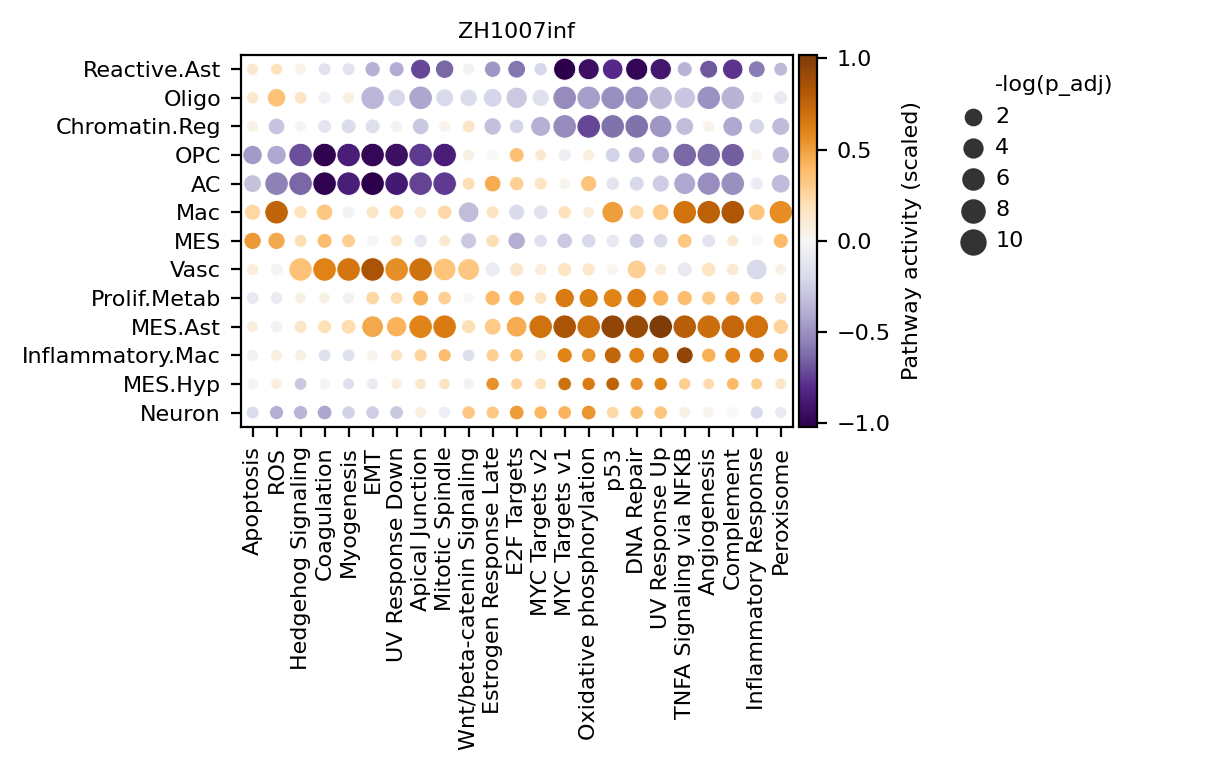 ZH1007inf
Reactive.Ast
Oligo
Chromatin.Reg
OPC
AC
Mac
MES
Vasc
Prolif.Metab
MES.Ast
Inflammatory.Mac
MES.Hyp
Neuron
Apoptosis
ROS
Hedgehog Signaling
Coagulation
Myogenesis
EMT
UV Response Down
Apical Junction
Mitotic Spindle
Wnt/beta-catenin Signaling
Estrogen Response Late
E2F Targets
MYC Targets v2
MYC Targets v1
Oxidative phosphorylation
p53
DNA Repair
UV Response Up
TNFA Signaling via NFKB
Angiogenesis
Complement
Inflammatory Response
Peroxisome
1.0
0.5
0.0
−0.5
−1.0
Pathway activity (scaled)
-log(p_adj)
2
4
6
8
10